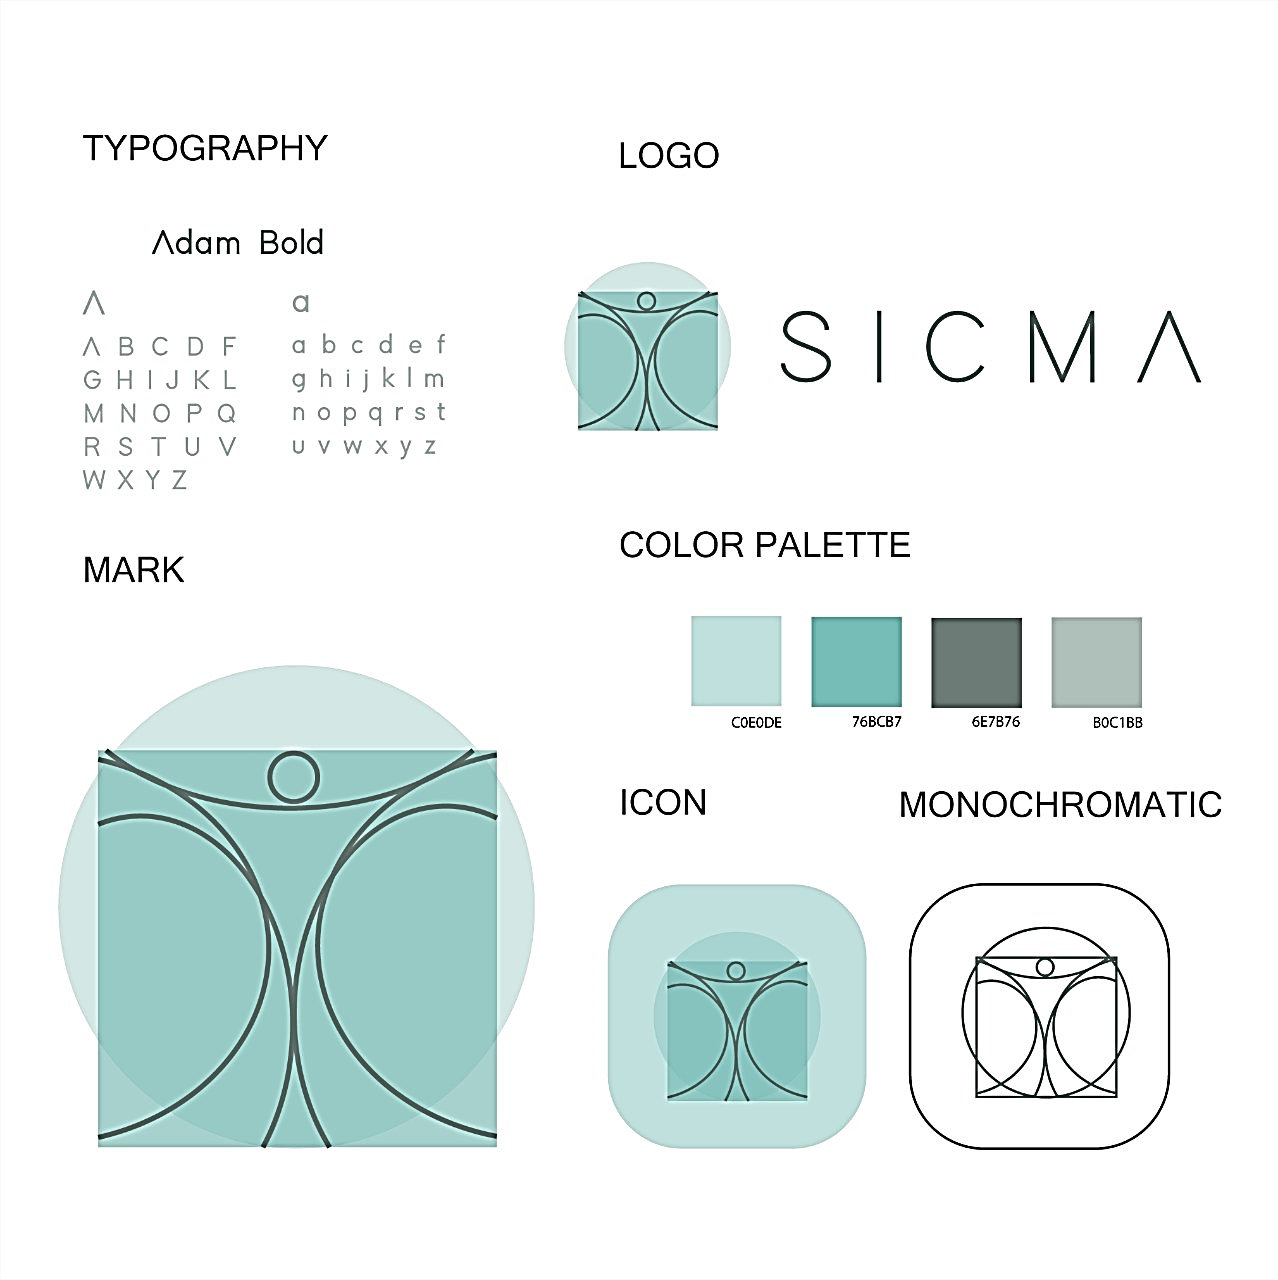 TYPOGRAPHY
Λdam Bold
Λ
Λ B C D F
G H I J K L
M N O P Q
R S T U V
W X Y Z
a
a b c d e f
g h i j k l m
n o p q r s t
u v w x y z
LOGO
SICMΛ
MARK
COLOR PALETTE
C0E0DE
76BCB7
6E7B76
B0C1BB
ICON
MONOCHROMATIC